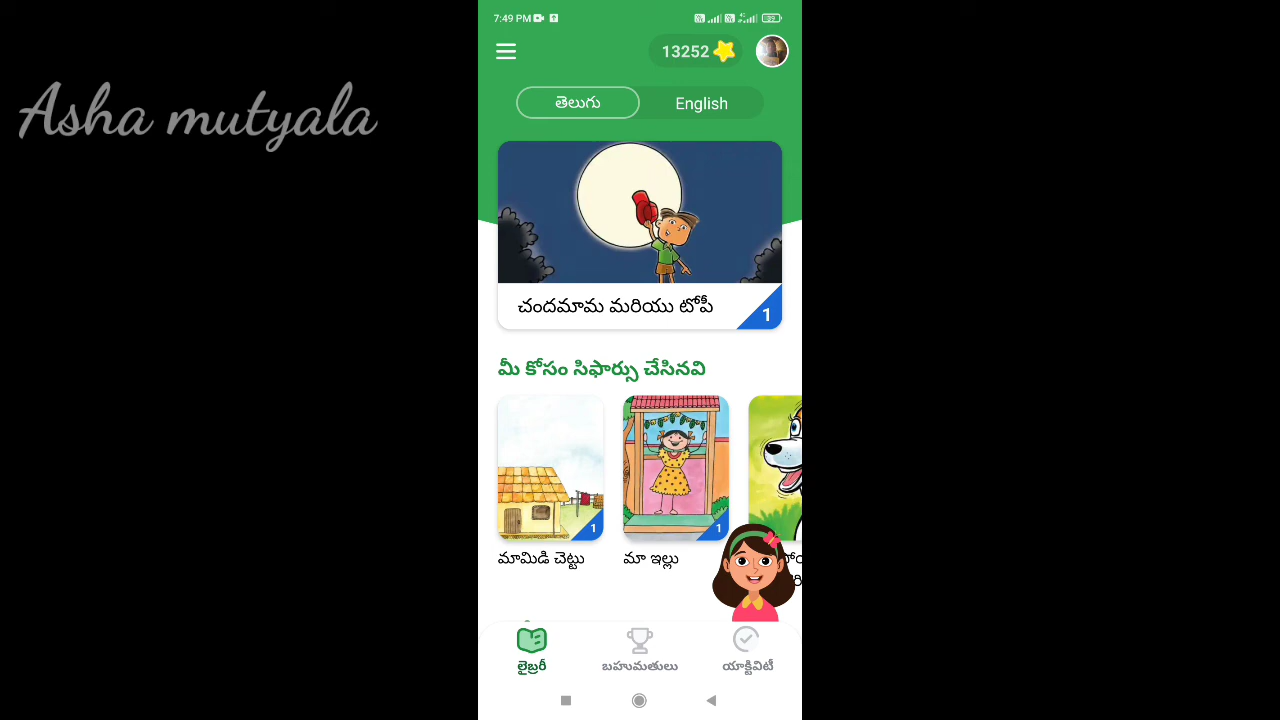 7:49 PM
13252
Asha mutyala
తెలుగు
English
చందమామ మరియు టోపీ
1
మీ కోసం సిఫార్సు చేసినవి
1
1
మామిడి చెట్టు
మా ఇల్లు
లైబ్రరీ
బహుమతులు
యాక్టివిటీ